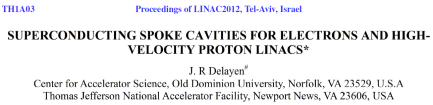 TH1A03 Proceedings of LINAC2012, Tel-Aviv, Israel
SUPERCONDUCTING SPOKE CAVITIES FOR ELECTRONS AND HIGH-
VELOCITY PROTON LINACS*
J. R Delayen#
Center for Accelerator Science, Old Dominion University, Norfolk, VA 23529, U.S.A
Thomas Jefferson National Accelerator Facility, Newport News, VA 23606, USA